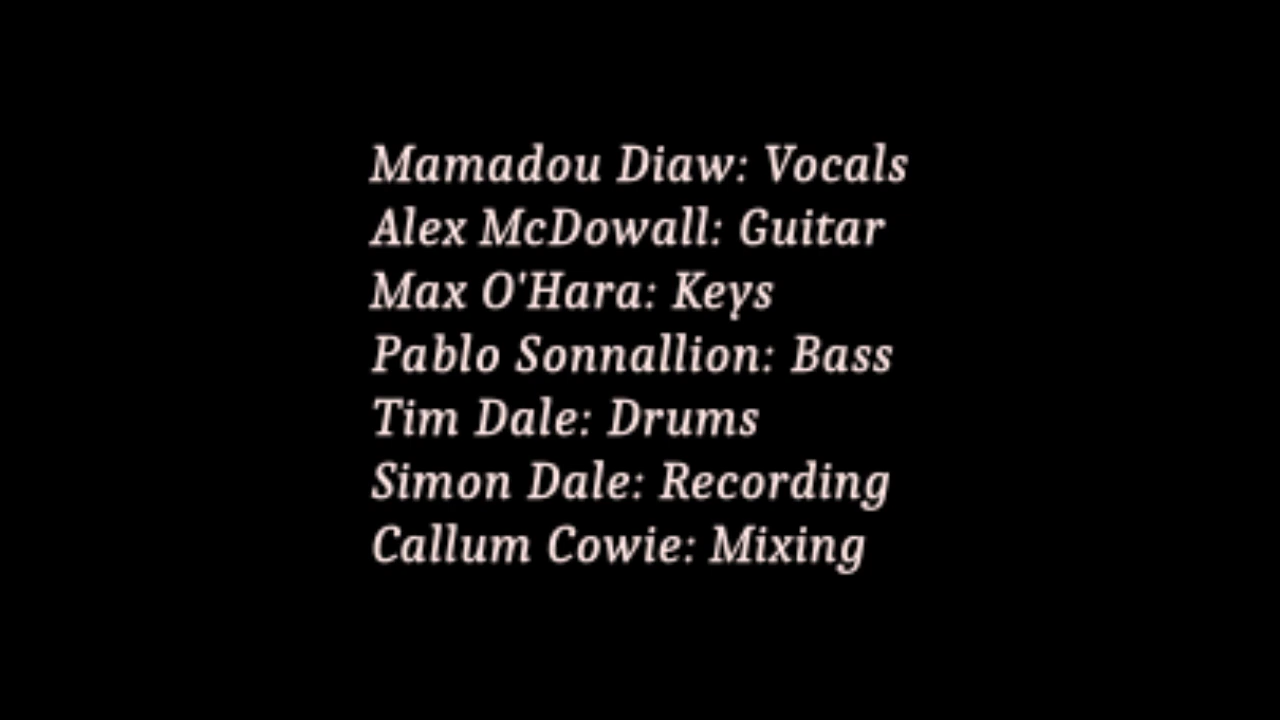 Mamadou Diaw: Vocals
Alex McDowall: Guitar
Max O'Hara: Keys
Pablo Sonnallion: Bass
Tim Dale: Drums
Simon Dale: Recording
Callum Cowie: Mixing